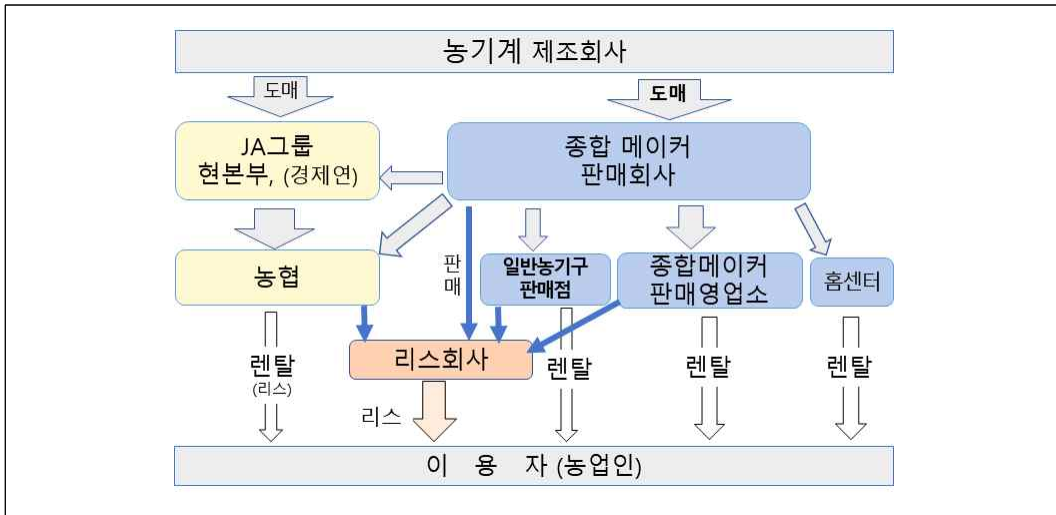 농기계 제조회사
도매
도매
JA그룹
현본부, (경제연)
종합 메이커
판매회사
판
매
농협
일반농기구
판매점
종합메이커
판매영업소
홈센터
리스회사
렌탈
(리스)
리스
렌탈
렌탈
렌탈
이 용 자 (농업인)